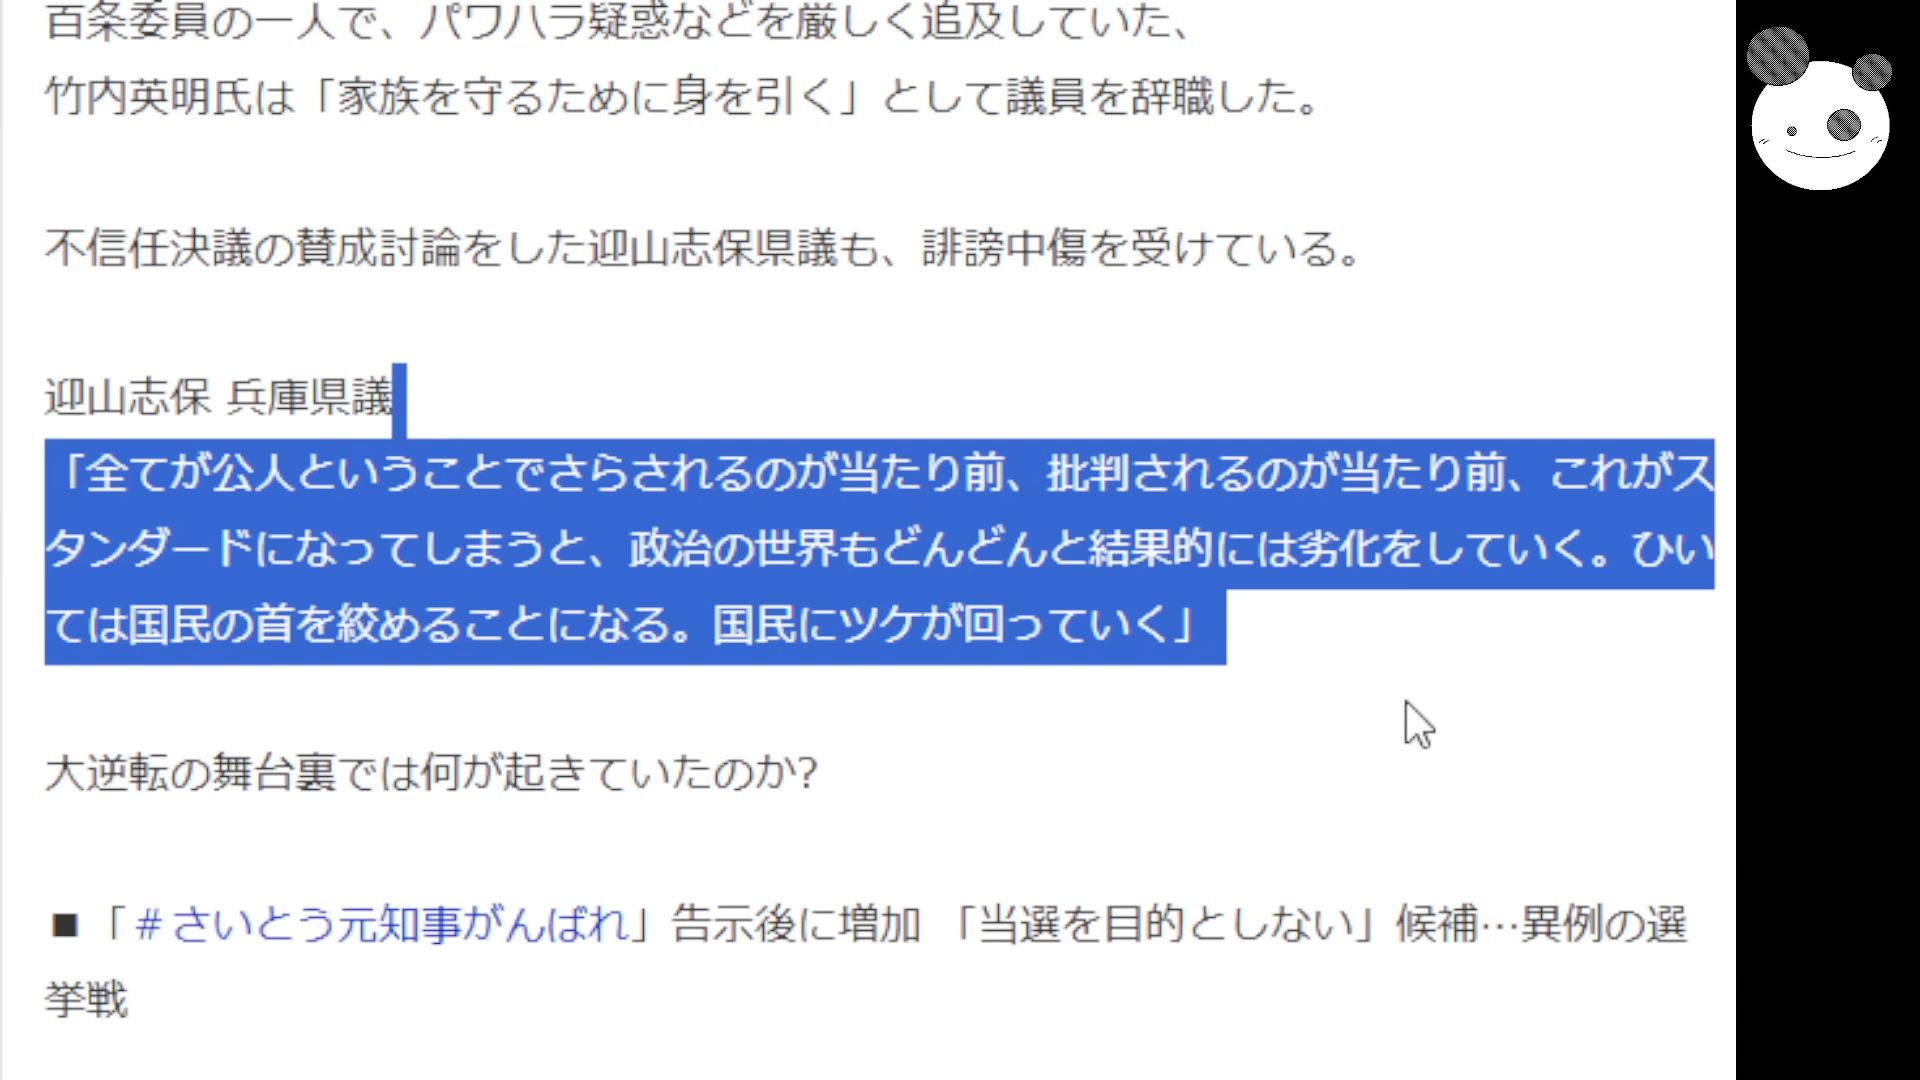 百条委員の一人で、パワハラ疑惑などを厳しく追及していた、
竹内英明氏は「家族を守るために身を引く」として議員を辞職した。
不信任決議の賛成討論をした迎山志保県議も、誹謗中傷を受けている。
迎山志保 兵庫県議
「全てが公人ということでさらされるのが当たり前、批判されるのが当たり前、これがス
タンダードになってしまうと、政治の世界もどんどんと結果的には劣化をしていく。ひい
ては国民の首を絞めることになる。国民にツケが回っていく」
大逆転の舞台裏では何が起きていたのか?
■「＃さいとう元知事がんばれ」告示後に増加 「当選を目的としない」候補…異例の選
挙戦